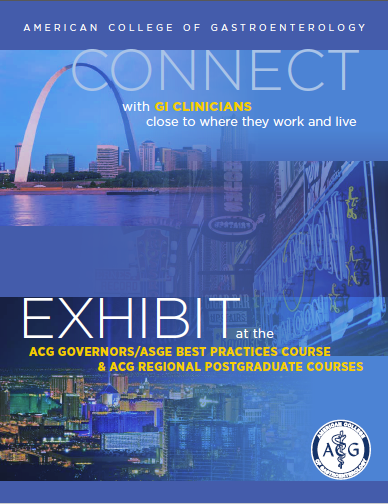 AMERICAN COLLEGE OF GASTROENTEROLOGY
CONNECT
with GI CLINICIANS
close to where they work and live
EXHIBIT at the
ACG GOVERNORS/ASGE BEST PRACTICES COURSE
& ACG REGIONAL POSTGRADUATE COURSES
AMERICAN COLLEGE
ACG
OF GASTROENTEROLOGY